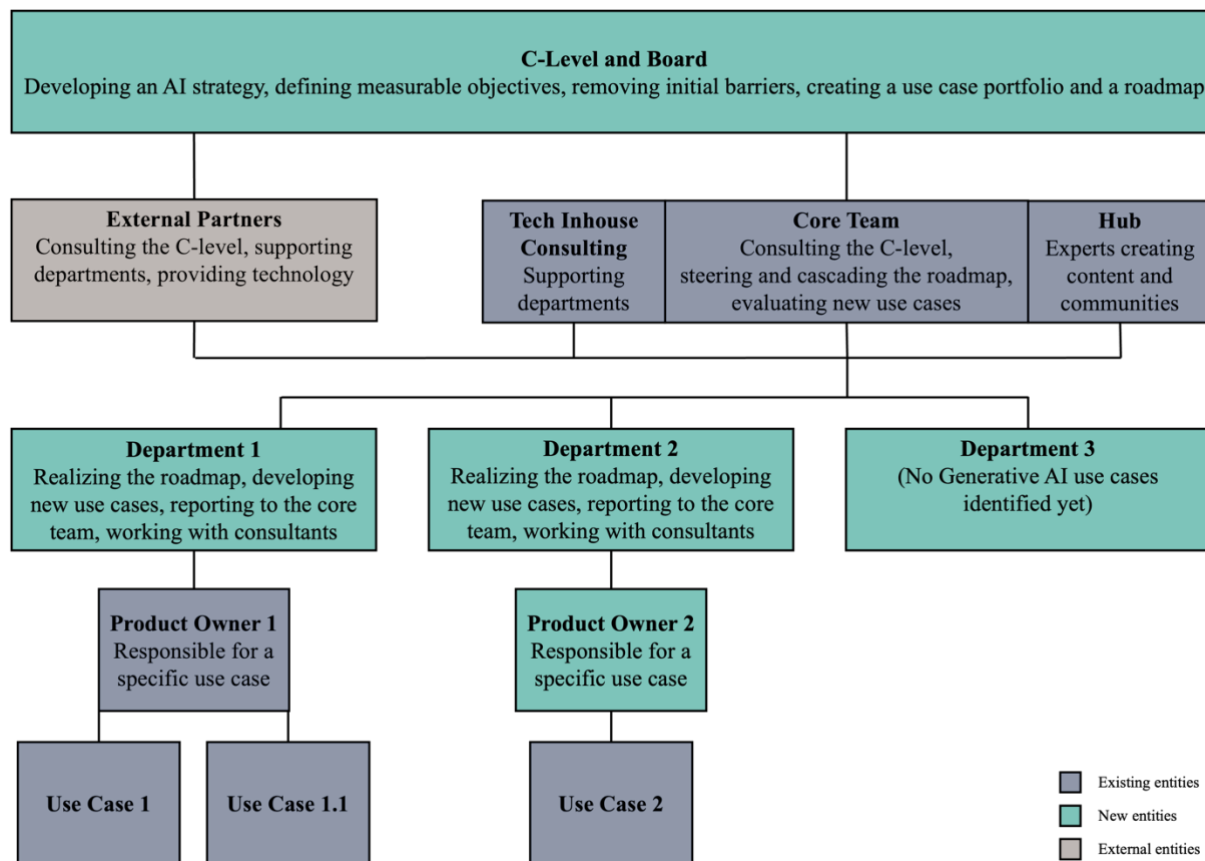 C-Level and Board
Developing an AI strategy, defining measurable objectives, removing initial barriers, creating a use case portfolio and a roadmap
External Partners
Consulting the C-level, supporting
departments, providing technology
Tech Inhouse
Consulting
Supporting
departments
Core Team
Consulting the C-level,
steering and cascading the roadmap,
evaluating new use cases
Hub
Experts creating
content and
communities
Department 1
Realizing the roadmap, developing
new use cases, reporting to the core
team, working with consultants
Department 2
Realizing the roadmap, developing
new use cases, reporting to the core
team, working with consultants
Department 3
(No Generative AI use cases
identified yet)
Product Owner 1
Responsible for a
specific use case
Product Owner 2
Responsible for a
specific use case
Use Case 1
Use Case 1.1
Use Case 2
Existing entities
New entities
External entities